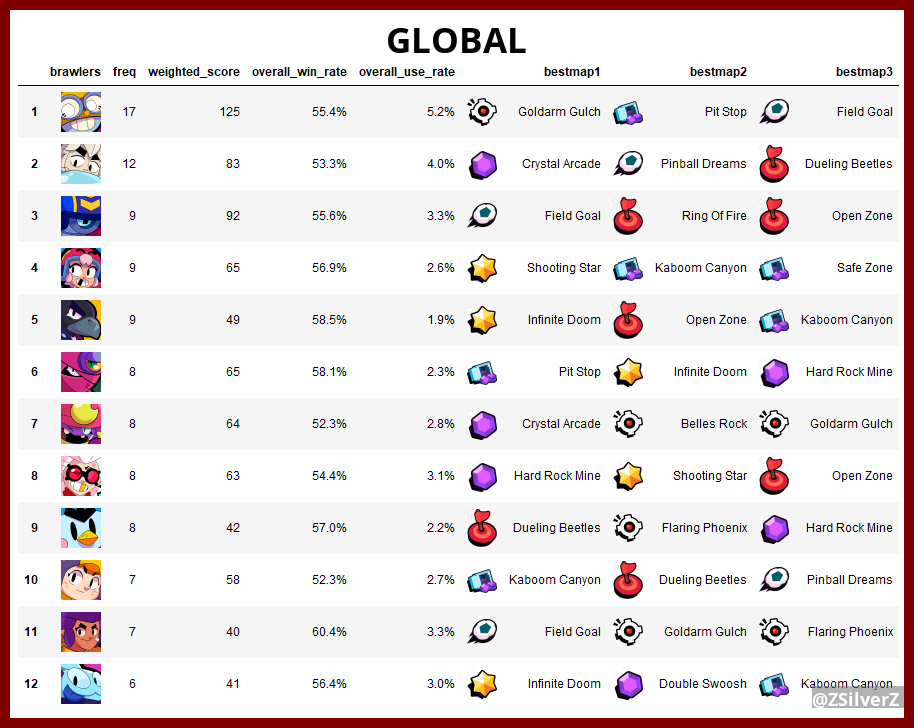 GLOBAL
brawlers freq weighted_score overall_win_rate overall_use_rate bestmap1 bestmap2 bestmap3
1 17 125 55.4% 5.2% Goldarm Gulch Pit Stop Field Goal
2 12 83 53.3% 4.0% Crystal Arcade Pinball Dreams Dueling Beetles
3 9 92 55.6% 3.3% Field Goal Ring Of Fire Open Zone
4 9 65 56.9% 2.6% Shooting Star Kaboom Canyon Safe Zone
5 9 49 58.5% 1.9% Infinite Doom Open Zone Kaboom Canyon
6 8 65 58.1% 2.3% Pit Stop Infinite Doom Hard Rock Mine
7 8 64 52.3% 2.8% Crystal Arcade Belles Rock Goldarm Gulch
8 8 63 54.4% 3.1% Hard Rock Mine Shooting Star Open Zone
9 8 42 57.0% 2.2% Dueling Beetles Flaring Phoenix Hard Rock Mine
10 7 58 52.3% 2.7% Kaboom Canyon Dueling Beetles Pinball Dreams
11 7 40 60.4% 3.3% Field Goal Goldarm Gulch Flaring Phoenix
12 6 41 56.4% 3.0% Infinite Doom Double Swoosh Kaboom Canyon
@ZSilverZ